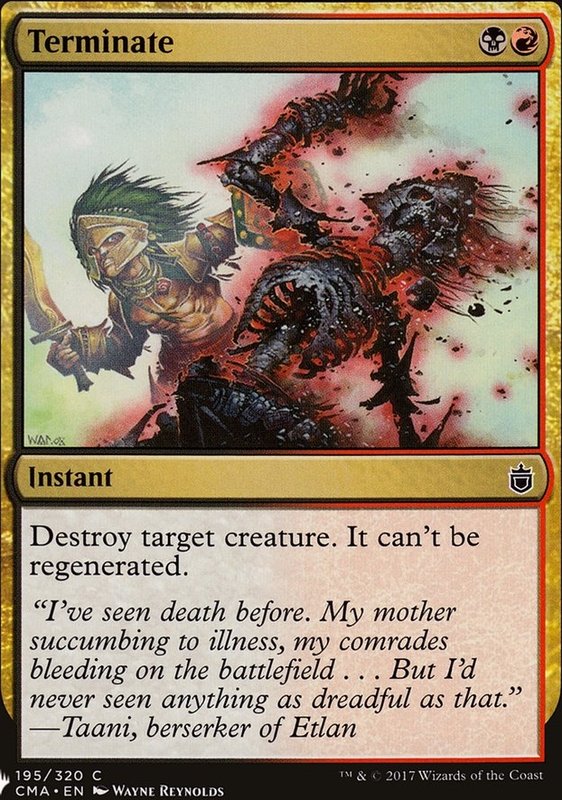 Terminate
WAR.08
Instant
Destroy target creature. It can't be
regenerated.
"I've seen death before. My mother
succumbing to illness, my comrades
bleeding on the battlefield . . . But I'd
never seen anything as dreadful as that."
—Taani, berserker of Etlan
195/320 C
CMA • EN WAYNE REYNOLDS
™ & © 2017 Wizards of the Coast